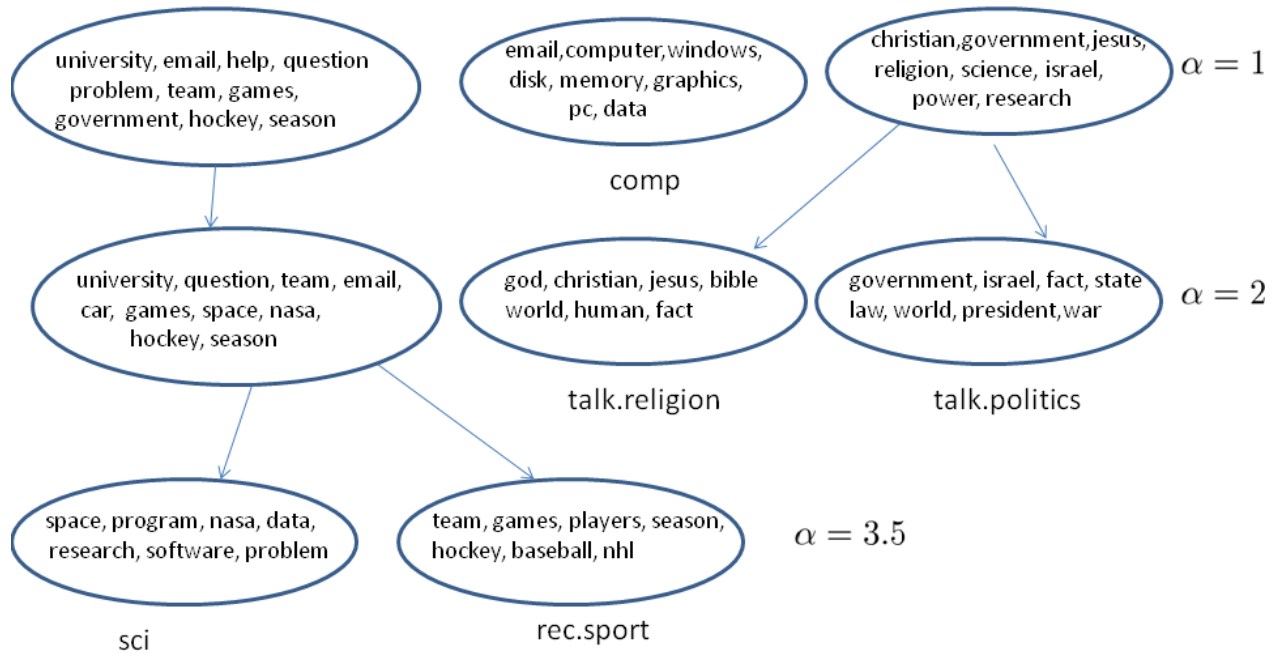 university, email, help, question
problem, team, games,
government, hockey, season
email,computer,windows,
disk, memory, graphics,
pc, data
comp
christian,government,jesus,
religion, science, israel,
power, research
α = 1
university, question, team, email,
car, games, space, nasa,
hockey, season
god, christian, jesus, bible
world, human, fact
talk.religion
government, israel, fact, state
law, world, president,war
talk.politics
α = 2
space, program, nasa, data,
research, software, problem
sci
team, games, players, season,
hockey, baseball, nhl
rec.sport
α = 3.5